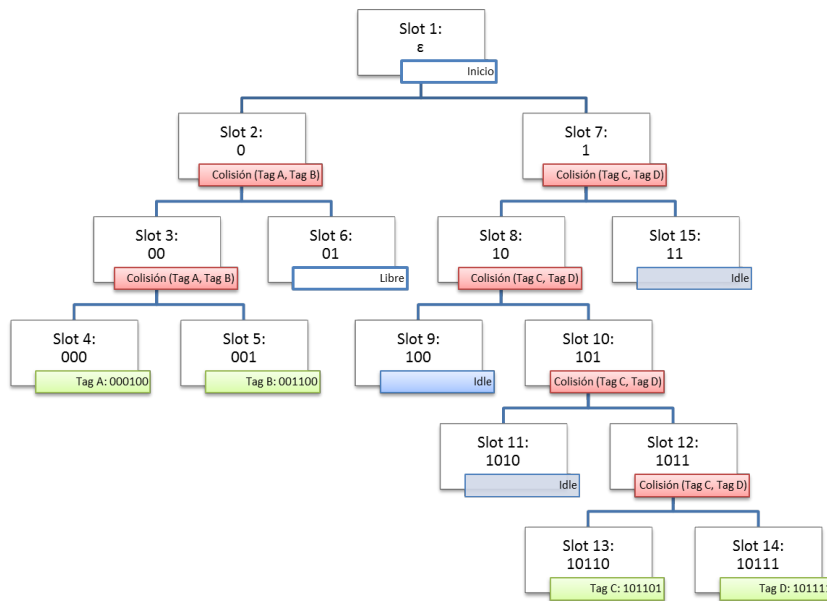 Slot 1:
ε
Inicio
Slot 2:
0
Colisión (Tag A, Tag B)
Slot 7:
1
Colisión (Tag C, Tag D)
Slot 3:
00
Colisión (Tag A, Tag B)
Slot 6:
01
Libre
Slot 8:
10
Colisión (Tag C, Tag D)
Slot 15:
11
Idle
Slot 4:
000
Tag A: 000100
Slot 5:
001
Tag B: 001100
Slot 9:
100
Idle
Slot 10:
101
Colisión (Tag C, Tag D)
Slot 11:
1010
Idle
Slot 12:
1011
Colisión (Tag C, Tag D)
Slot 13:
10110
Tag C: 101101
Slot 14:
10111
Tag D: 101111